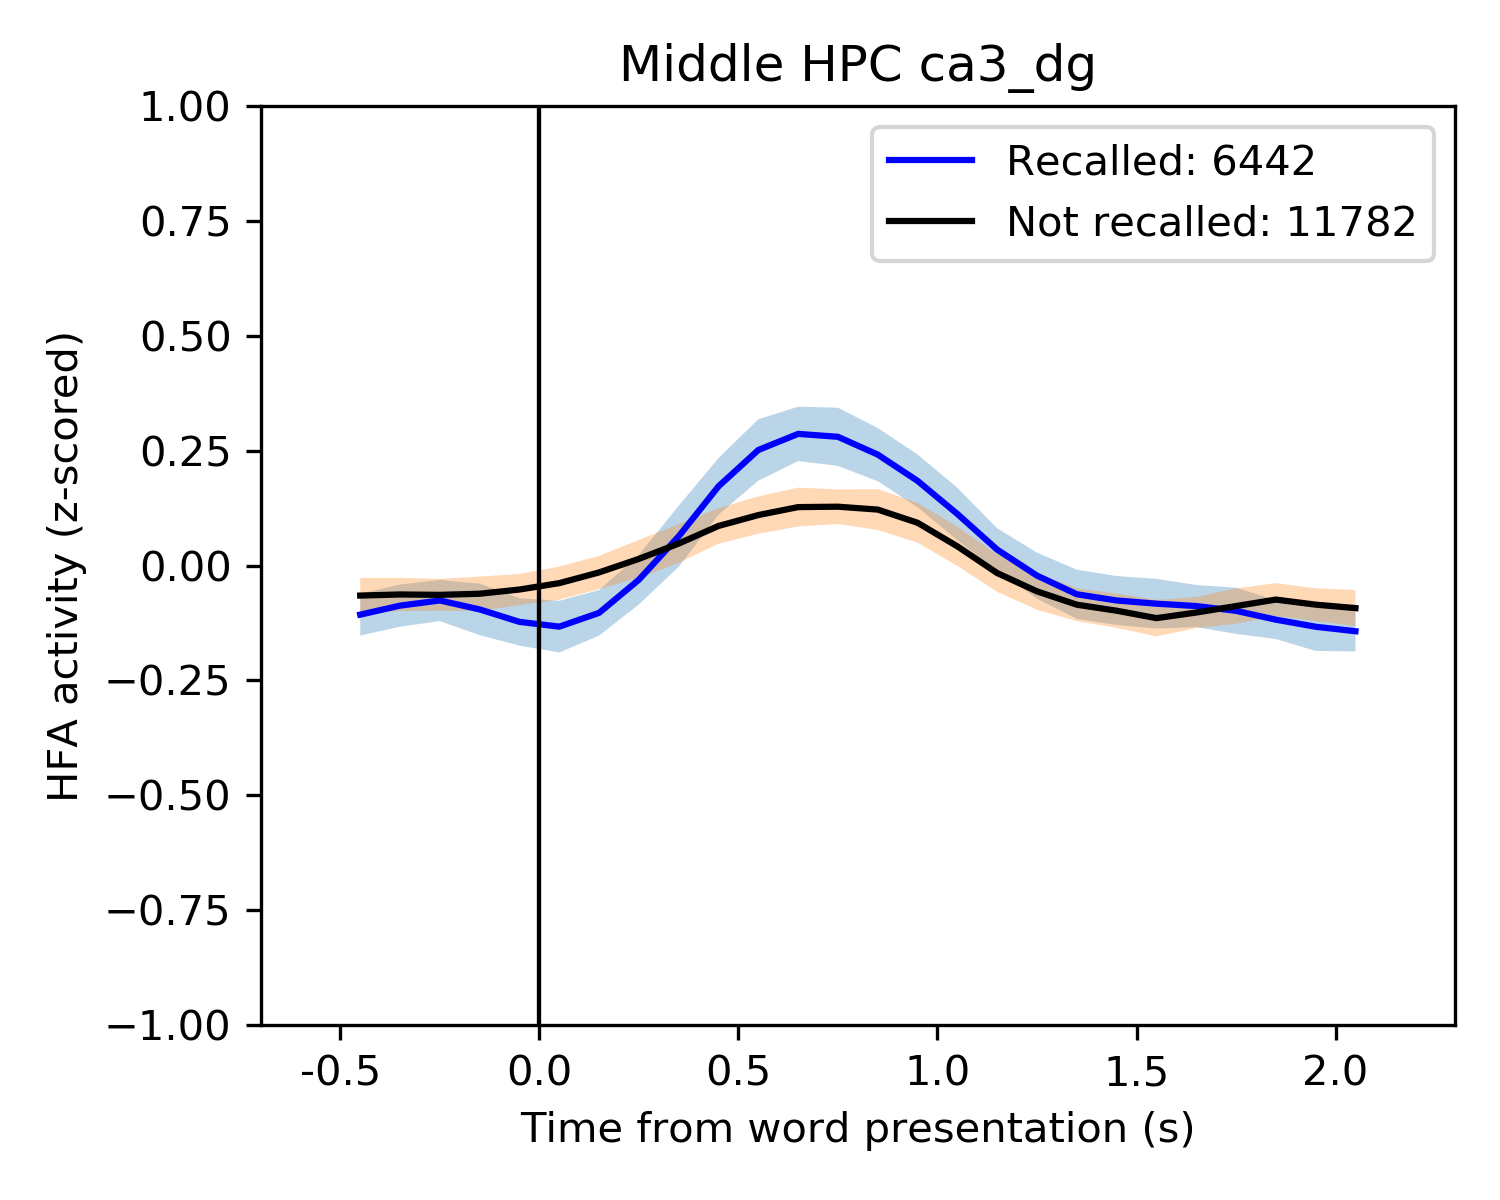 Middle HPC ca3_dg
Recalled: 6442
Not recalled: 11782
HFA activity (z-scored)
1.00
0.75
0.50
0.25
0.00
−0.25
−0.50
−0.75
−1.00
-0.5 0.0 0.5 1.0 1.5 2.0
Time from word presentation (s)